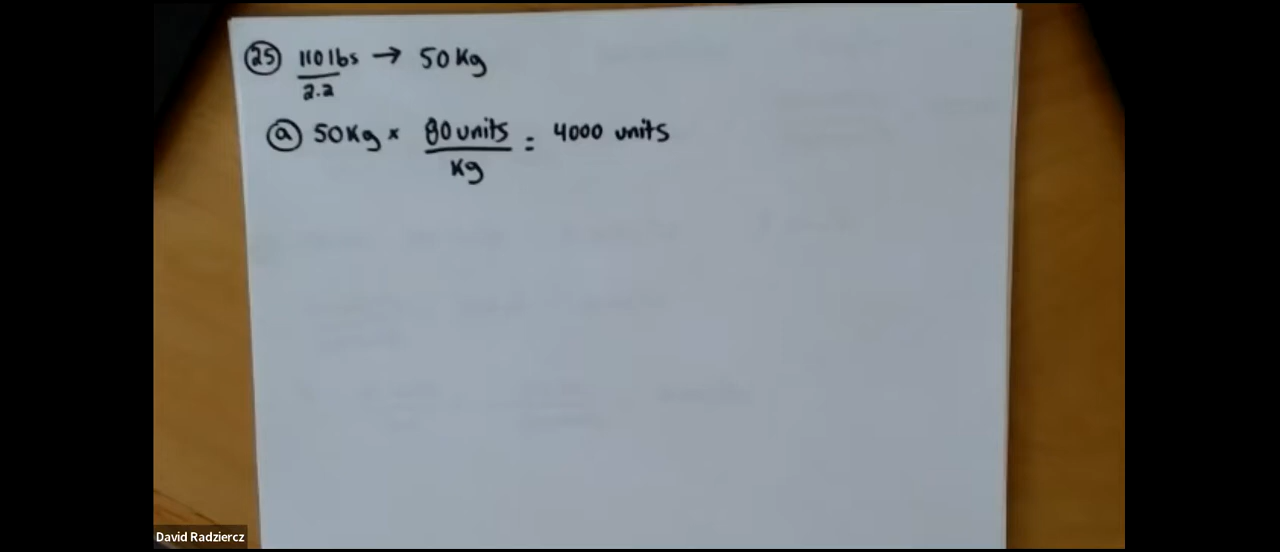 25 110 lbs → 50 Kg
2.2
a 50 Kg × 80 units = 4000 units
Kg
David Radziercz